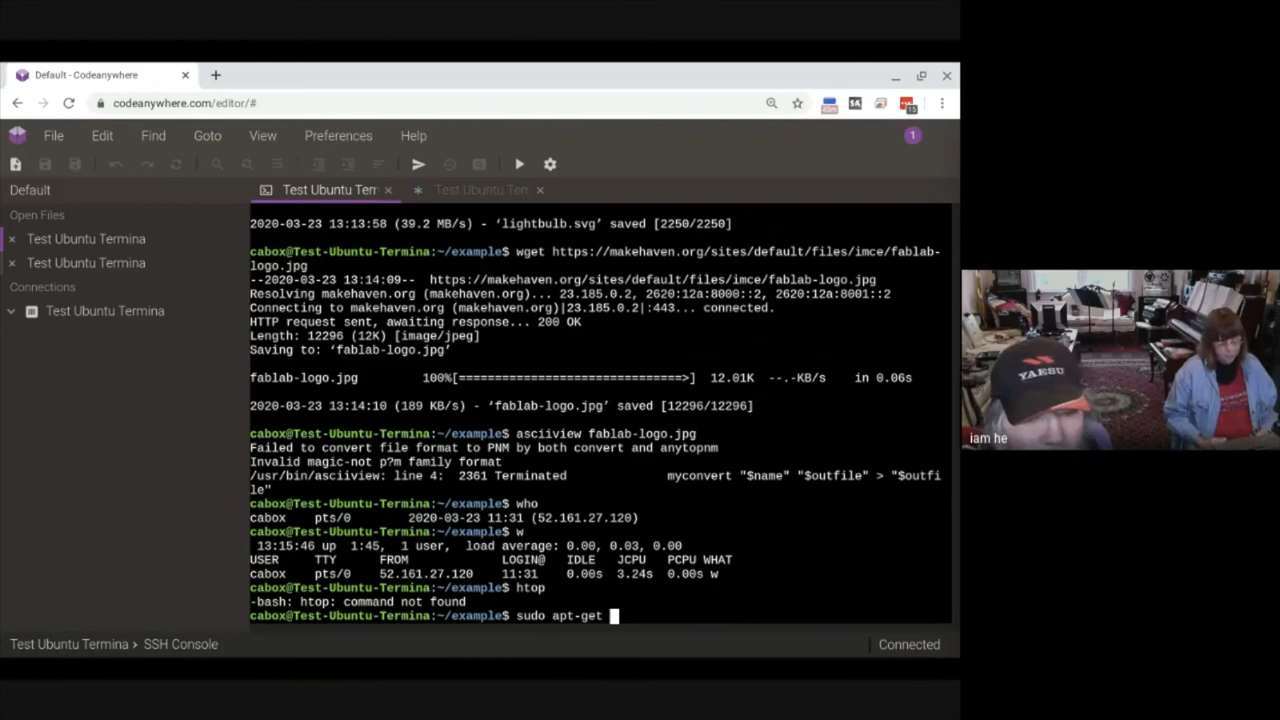 Default - Codeanywhere
codeanywhere.com/editor/#
File Edit Find Goto View Preferences Help
1
Default
Test Ubuntu Terr
Test Ubuntu Terr
Open Files
Test Ubuntu Termina
Test Ubuntu Termina
Connections
Test Ubuntu Termina
2020-03-23 13:13:58 (39.2 MB/s) - ‘lightbulb.svg’ saved [2250/2250]
cabox@Test-Ubuntu-Termina:~/example$ wget https://makehaven.org/sites/default/files/imce/fablab-
logo.jpg
--2020-03-23 13:14:09--  https://makehaven.org/sites/default/files/imce/fablab-logo.jpg
Resolving makehaven.org (makehaven.org)... 23.185.0.2, 2620:12a:8000::2, 2620:12a:8001::2
Connecting to makehaven.org (makehaven.org)|23.185.0.2|:443... connected.
HTTP request sent, awaiting response... 200 OK
Length: 12296 (12K) [image/jpeg]
Saving to: ‘fablab-logo.jpg’
fablab-logo.jpg 100%[===============================>] 12.01K --.-KB/s in 0.06s
2020-03-23 13:14:10 (189 KB/s) - ‘fablab-logo.jpg’ saved [12296/12296]
cabox@Test-Ubuntu-Termina:~/example$ asciiview fablab-logo.jpg
Failed to convert file format to PNM by both convert and anytopnm
Invalid magic-not p?m family format
/usr/bin/asciiview: line 4:  2361 Terminated myconvert "$name" "$outfile" > "$outfi
le"
cabox@Test-Ubuntu-Termina:~/example$ who
cabox pts/0 2020-03-23 11:31 (52.161.27.120)
cabox@Test-Ubuntu-Termina:~/example$ w
13:15:46 up  1:45,  1 user,  load average: 0.00, 0.03, 0.00
USER TTY FROM LOGIN@ IDLE JCPU PCPU WHAT
cabox pts/0 52.161.27.120 11:31 0.00s 3.24s 0.00s w
cabox@Test-Ubuntu-Termina:~/example$ htop
-bash: htop: command not found
cabox@Test-Ubuntu-Termina:~/example$ sudo apt-get
Test Ubuntu Termina › SSH Console
Connected
YAESU
iam he